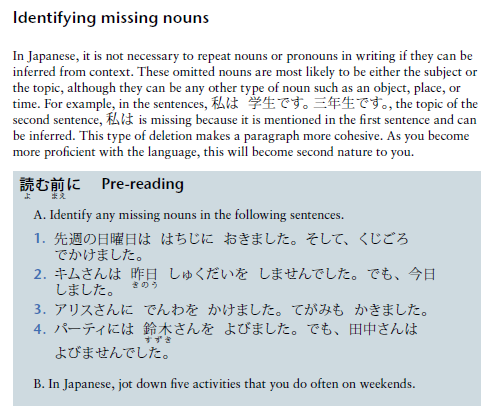 Identifying missing nouns
In Japanese, it is not necessary to repeat nouns or pronouns in writing if they can be
inferred from context. These omitted nouns are most likely to be either the subject or
the topic, although they can be any other type of noun such as an object, place, or
time. For example, in the sentences, 私は 学生です。三年生です。, the topic of the
second sentence, 私は is missing because it is mentioned in the first sentence and can
be inferred. This type of deletion makes a paragraph more cohesive. As you become
more proficient with the language, this will become second nature to you.
読む前に Pre-reading
よ まえ
A. Identify any missing nouns in the following sentences.
1. 先週の日曜日は はちじに おきました。そして、くじごろ
でかけました。
2. キムさんは 昨日 しゅくだいを しませんでした。でも、今日
きのう
しました。
3. アリスさんに でんわを かけました。てがみも かきました。
4. パーティには 鈴木さんを よびました。でも、田中さんは
すずき
よびませんでした。
B. In Japanese, jot down five activities that you do often on weekends.